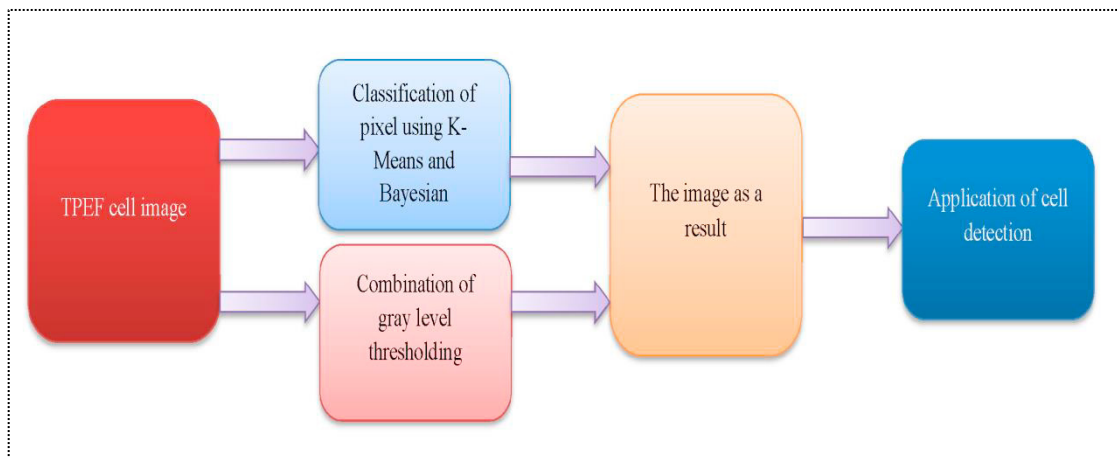 TPEF cell image
Classification of
pixel using K-
Means and
Bayesian
Combination of
gray level
thresholding
The image as a
result
Application of cell
detection